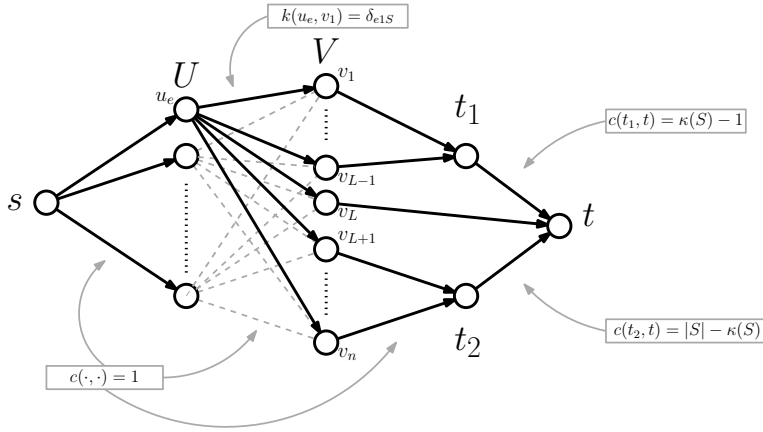 k(u_e, v_1) = δ_{e1S}
V
U
v_1
u_e
t_1
c(t_1, t) = κ(S) − 1
v_{L−1}
s
v_L
t
v_{L+1}
c(t_2, t) = |S| − κ(S)
t_2
v_n
c(·, ·) = 1